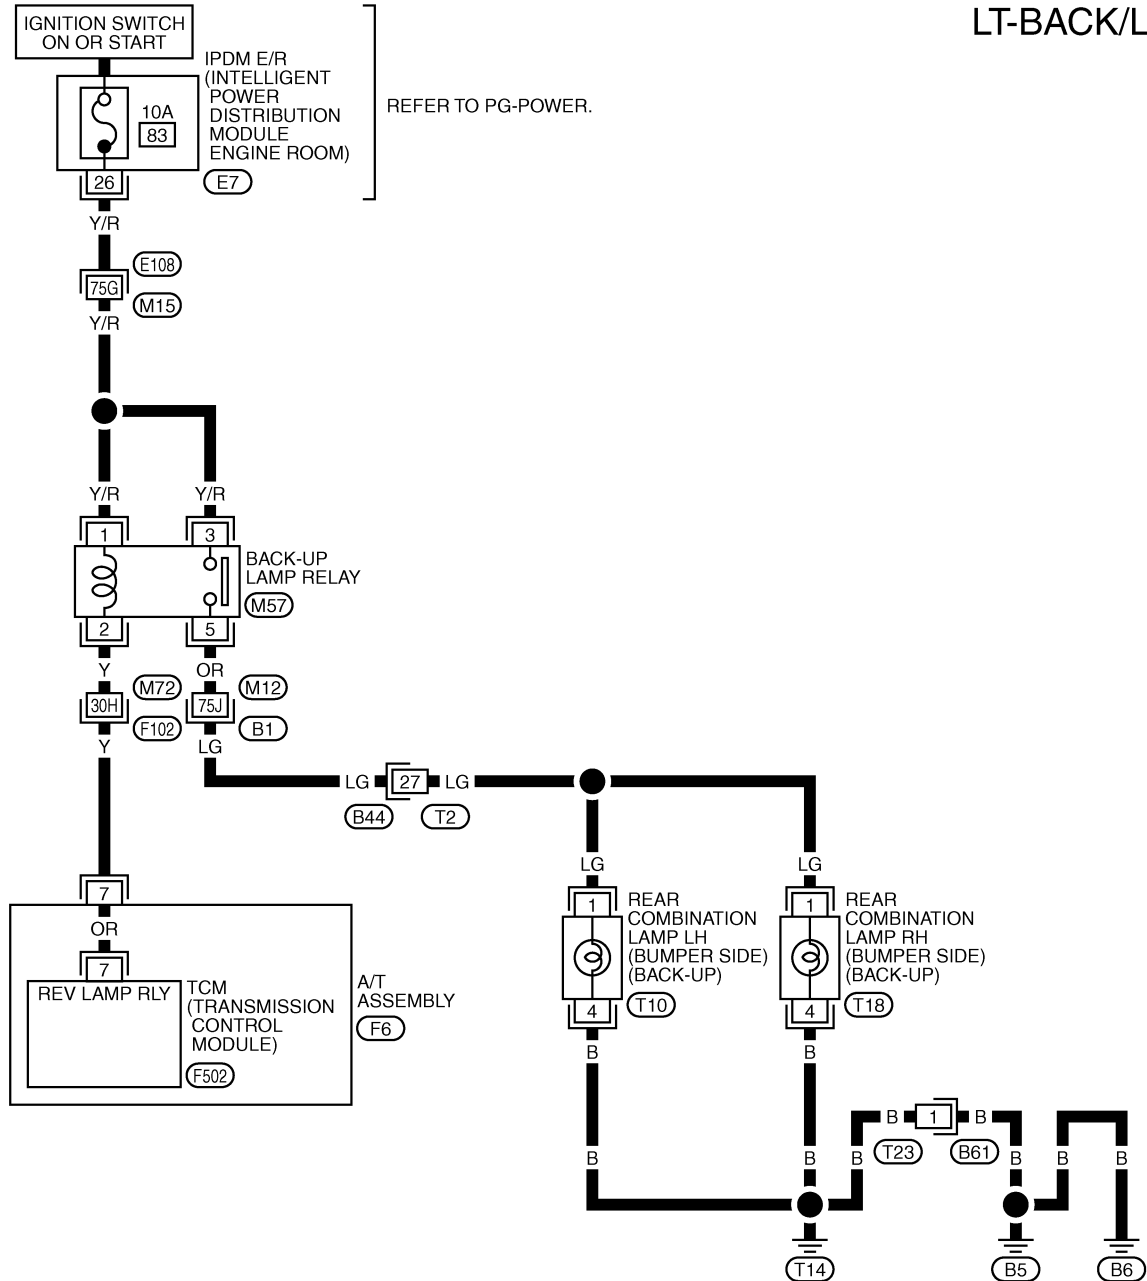 LT-BACK/L
IGNITION SWITCH
ON OR START
IPDM E/R
(INTELLIGENT
POWER
DISTRIBUTION
MODULE
ENGINE ROOM)
E7
10A
83
REFER TO PG-POWER.
26
Y/R
E108
75G
M15
Y/R
Y/R
Y/R
1
3
BACK-UP
LAMP RELAY
M57
2
5
Y
OR
M72
M12
30H
75J
F102
B1
Y
LG
LG
27
LG
B44
T2
LG
LG
7
OR
7
REV LAMP RLY
TCM
(TRANSMISSION
CONTROL
MODULE)
F502
A/T
ASSEMBLY
F6
1
REAR
COMBINATION
LAMP LH
(BUMPER SIDE)
(BACK-UP)
T10
4
1
REAR
COMBINATION
LAMP RH
(BUMPER SIDE)
(BACK-UP)
T18
4
B
B
B
1
B
T23
B61
B
B
B
B
B
B
T14
B5
B6